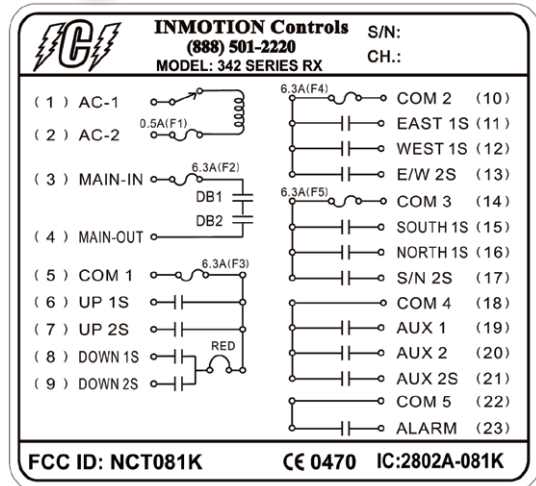 ICI
INMOTION Controls
(888) 501-2220
MODEL: 342 SERIES RX
S/N:
CH.:
( 1 ) AC-1
0.5A(F1)
( 2 ) AC-2
6.3A(F2)
( 3 ) MAIN-IN
DB1
DB2
( 4 ) MAIN-OUT
6.3A(F3)
( 5 ) COM 1
( 6 ) UP 1S
( 7 ) UP 2S
RED
( 8 ) DOWN 1S
( 9 ) DOWN 2S
6.3A(F4)
COM 2 (10)
EAST 1S (11)
WEST 1S (12)
E/W 2S (13)
6.3A(F5)
COM 3 (14)
SOUTH 1S (15)
NORTH 1S (16)
S/N 2S (17)
COM 4 (18)
AUX 1 (19)
AUX 2 (20)
AUX 2S (21)
COM 5 (22)
ALARM (23)
FCC ID: NCT081K CE 0470 IC:2802A-081K